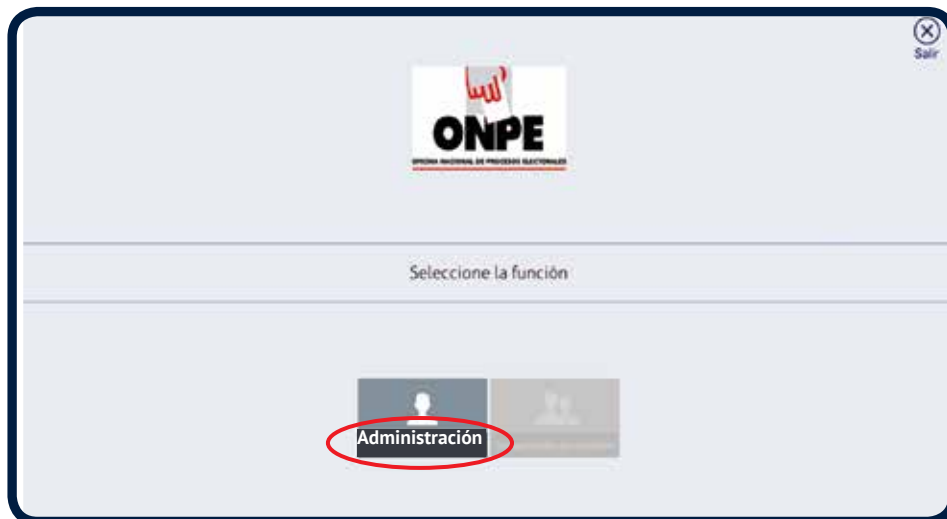 Salir
ONPE
OFICINA NACIONAL DE PROCESOS ELECTORALES
Seleccione la función
Administración